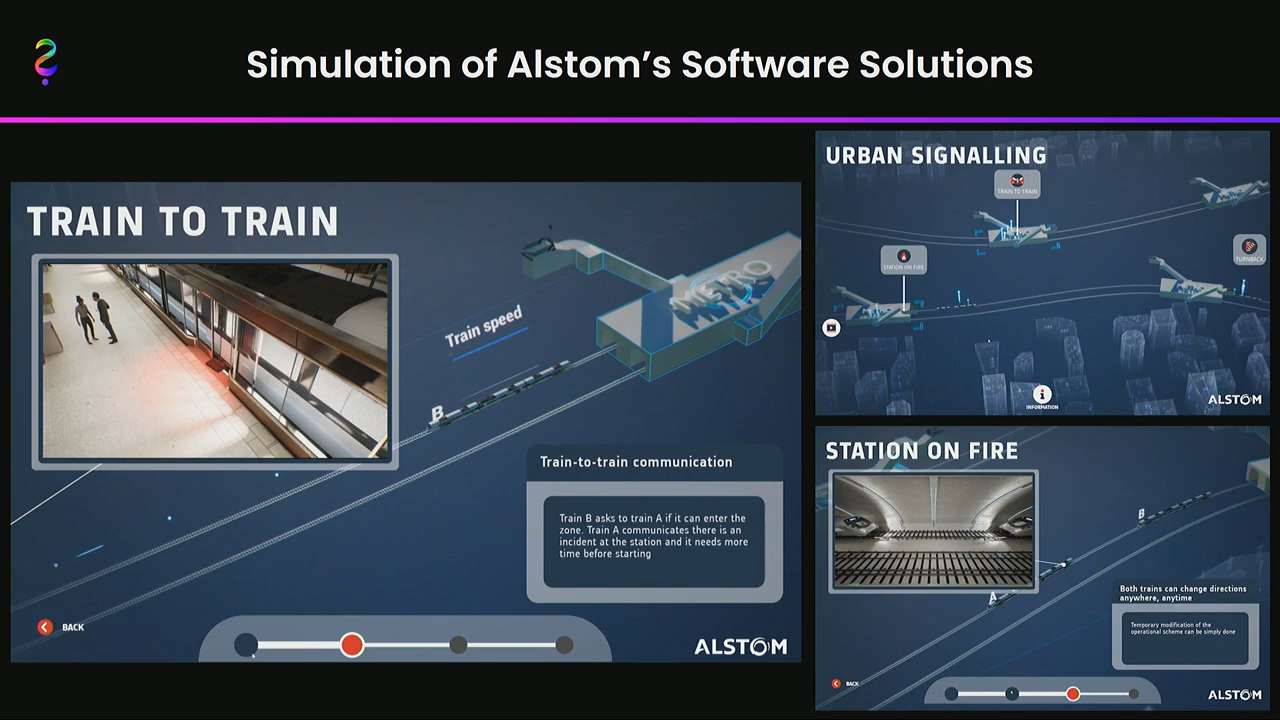 Simulation of Alstom’s Software Solutions
TRAIN TO TRAIN
METRO
Train speed
B
Train-to-train communication
Train B asks to train A if it can enter the
zone. Train A communicates there is an
incident at the station and it needs more
time before starting
BACK
ALSTOM
URBAN SIGNALLING
TRAIN TO TRAIN
STATION ON FIRE
TURNBACK
INFORMATION
ALSTOM
STATION ON FIRE
B
A
Both trains can change directions
anywhere, anytime
Temporary modification of the
operational scheme can be simply done
BACK
ALSTOM